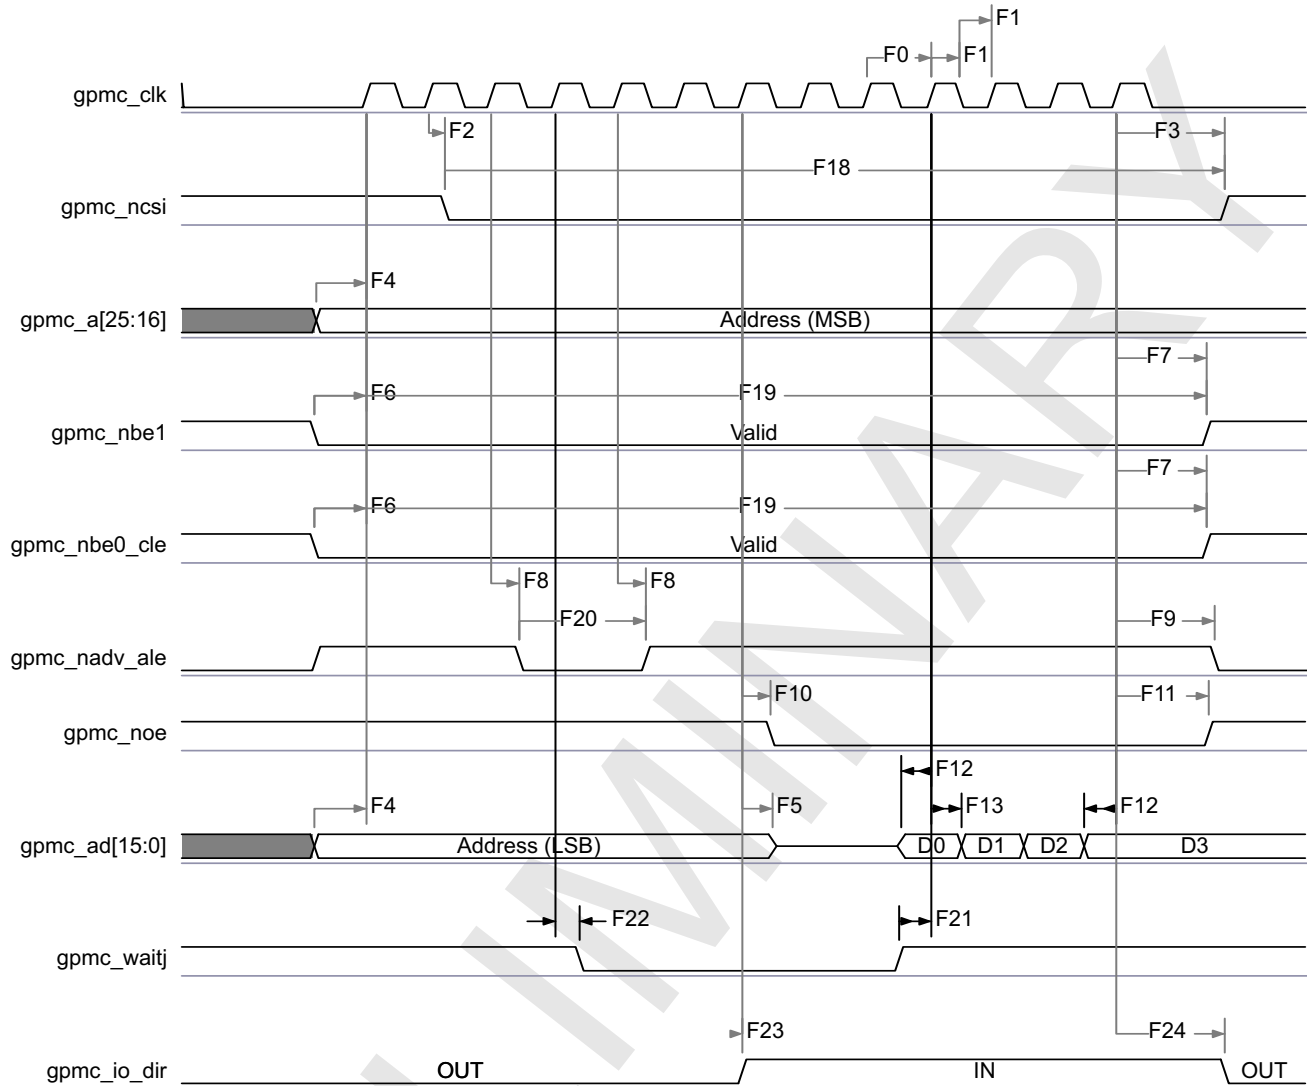 F1
F0 F1
gpmc_clk
F2 F3
F18
gpmc_ncsi
F4
gpmc_a[25:16] Address (MSB)
F7
F6 F19
gpmc_nbe1 Valid
F7
F6 F19
gpmc_nbe0_cle Valid
F8 F8
F20 F9
gpmc_nadv_ale
F10 F11
gpmc_noe
F12
F4 F5 F13 F12
gpmc_ad[15:0] Address (LSB) D0 D1 D2 D3
F22 F21
gpmc_waitj
F23 F24
gpmc_io_dir OUT IN OUT
IMINARY